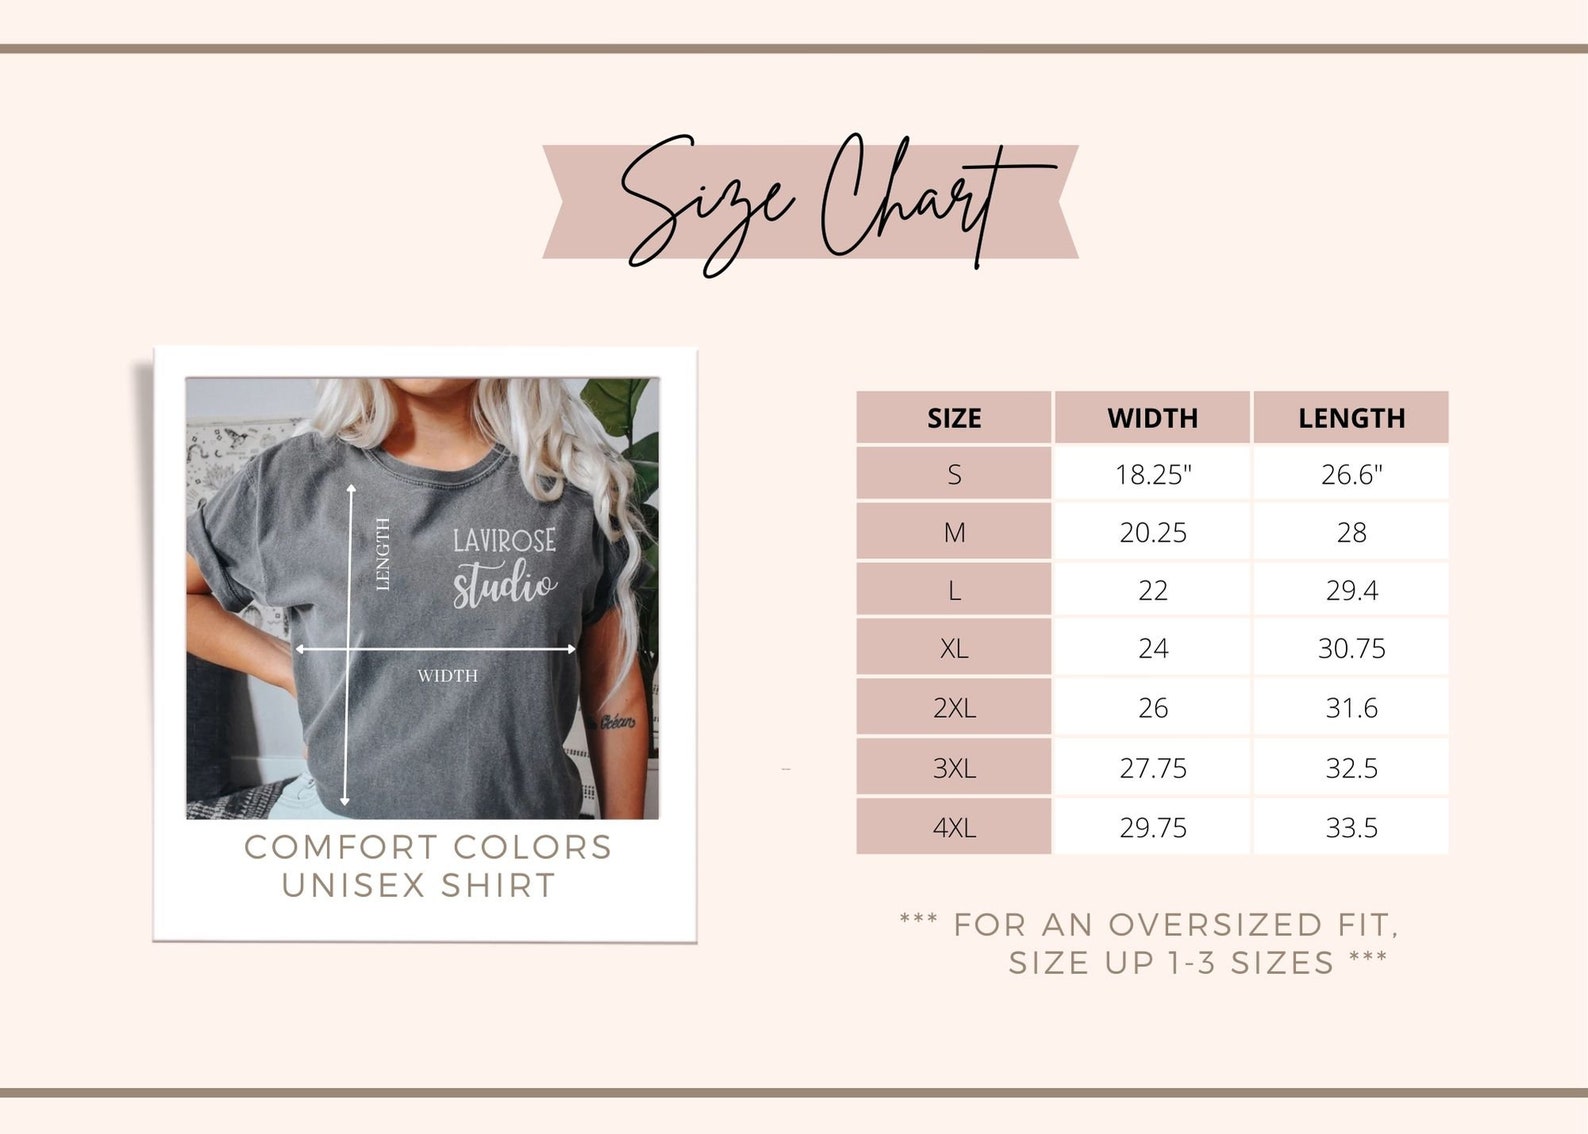 Size Chart
LENGTH
LAVIROSE
studio
WIDTH
Océan
COMFORT COLORS
UNISEX SHIRT
SIZE WIDTH LENGTH
S 18.25" 26.6"
M 20.25 28
L 22 29.4
XL 24 30.75
2XL 26 31.6
3XL 27.75 32.5
4XL 29.75 33.5
*** FOR AN OVERSIZED FIT,
SIZE UP 1-3 SIZES ***